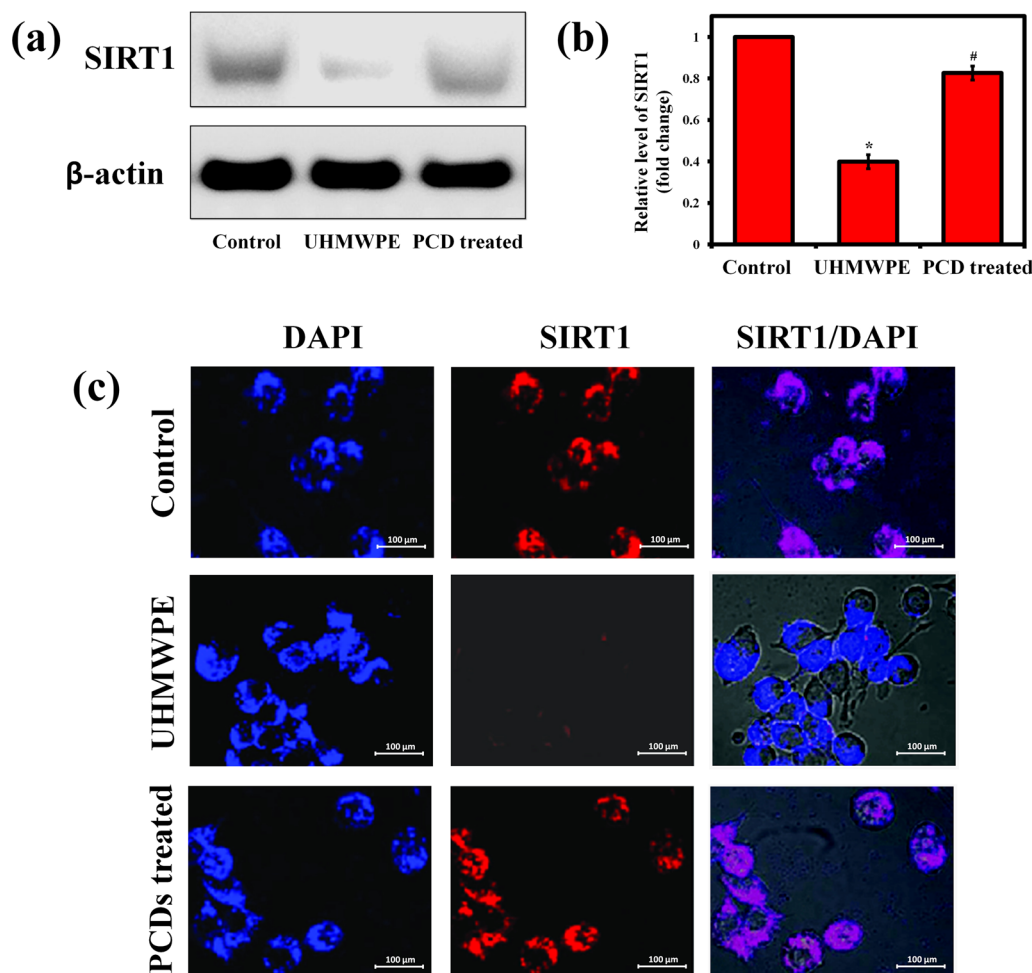 (a)
SIRT1
β-actin
Control UHMWPE PCD treated
(b)
Relative level of SIRT1
(fold change)
1
0.8
0.6
0.4
0.2
0
*
#
Control UHMWPE PCD treated
(c)
DAPI SIRT1 SIRT1/DAPI
Control
100 µm 100 µm 100 µm
UHMWPE
100 µm 100 µm 100 µm
PCDs treated
100 µm 100 µm 100 µm